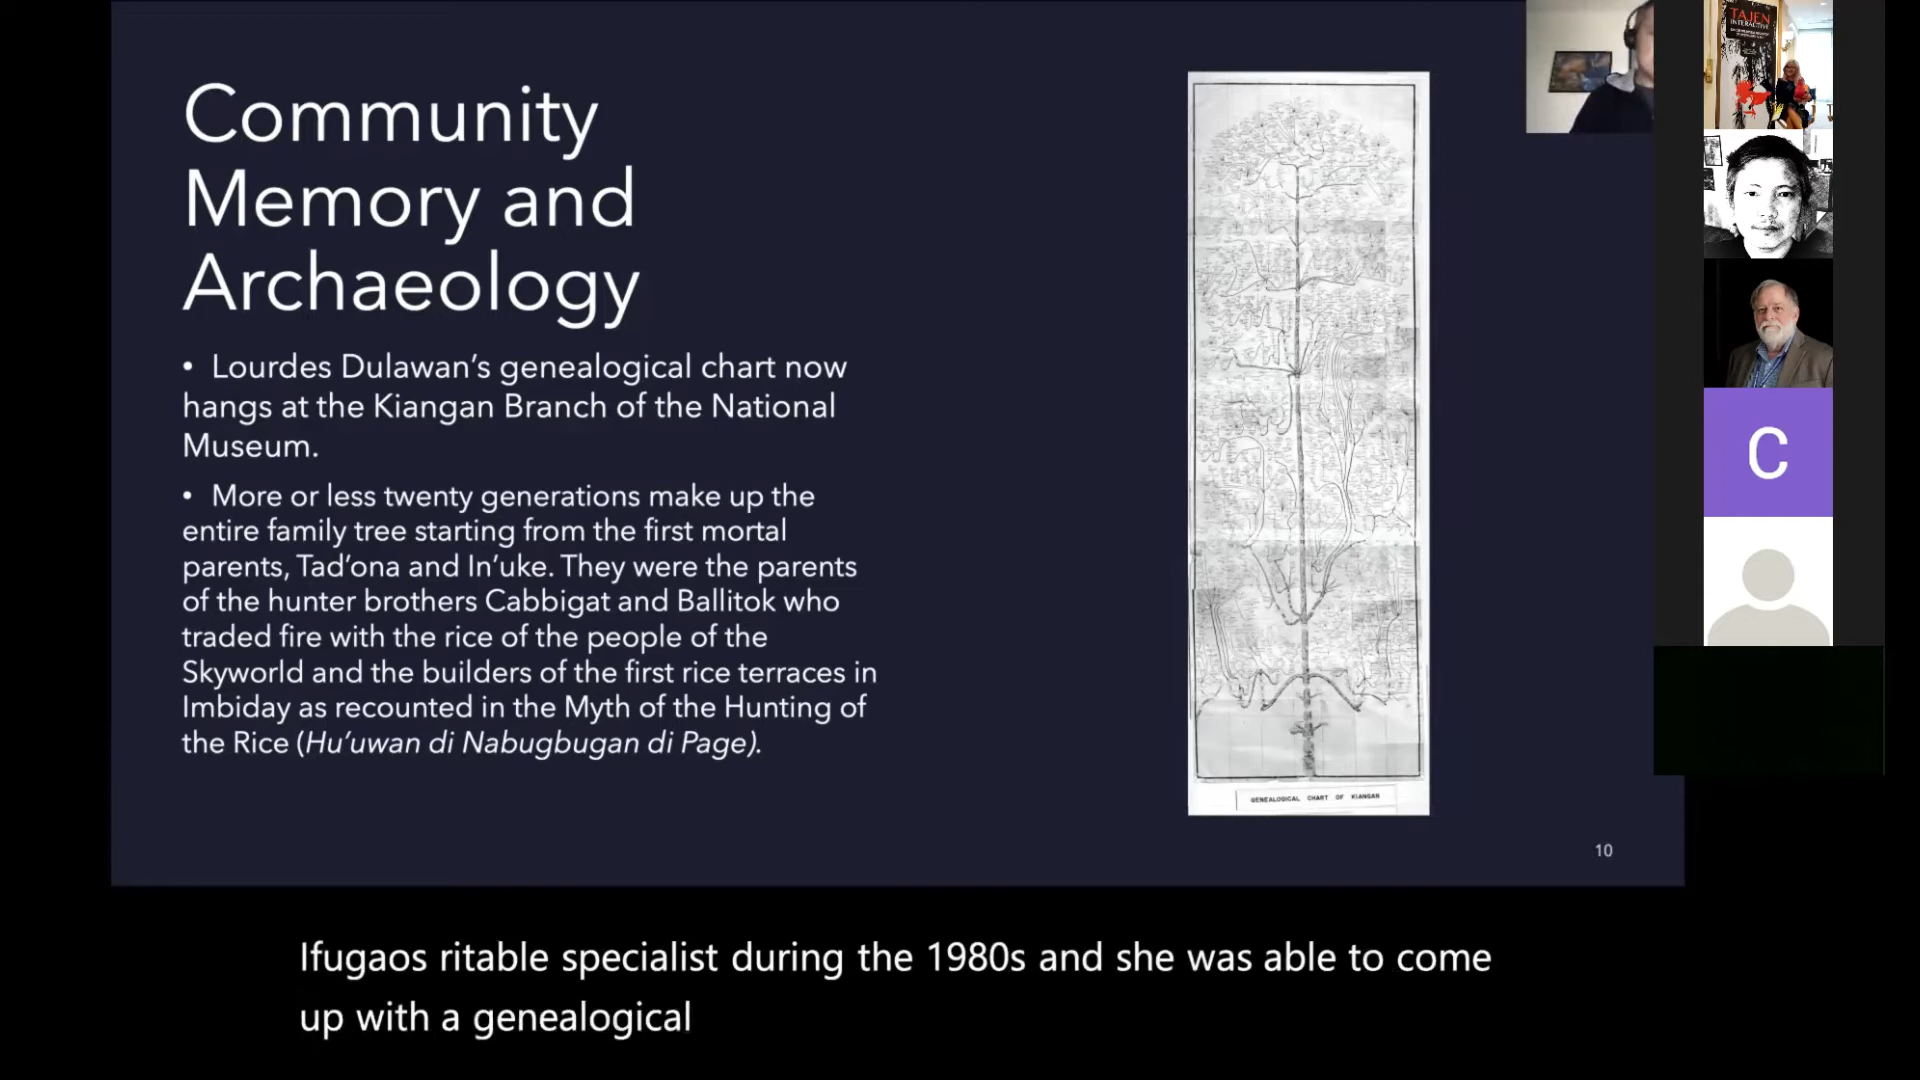 Community
Memory and
Archaeology
• Lourdes Dulawan’s genealogical chart now
hangs at the Kiangan Branch of the National
Museum.
• More or less twenty generations make up the
entire family tree starting from the first mortal
parents, Tad’ona and In’uke. They were the parents
of the hunter brothers Cabbigat and Ballitok who
traded fire with the rice of the people of the
Skyworld and the builders of the first rice terraces in
Imbiday as recounted in the Myth of the Hunting of
the Rice (Hu’uwan di Nabugbugan di Page).
GENEALOGICAL CHART OF KIANGAN
10
TAJEN
INTERACTIVE
C
Ifugaos ritable specialist during the 1980s and she was able to come
up with a genealogical